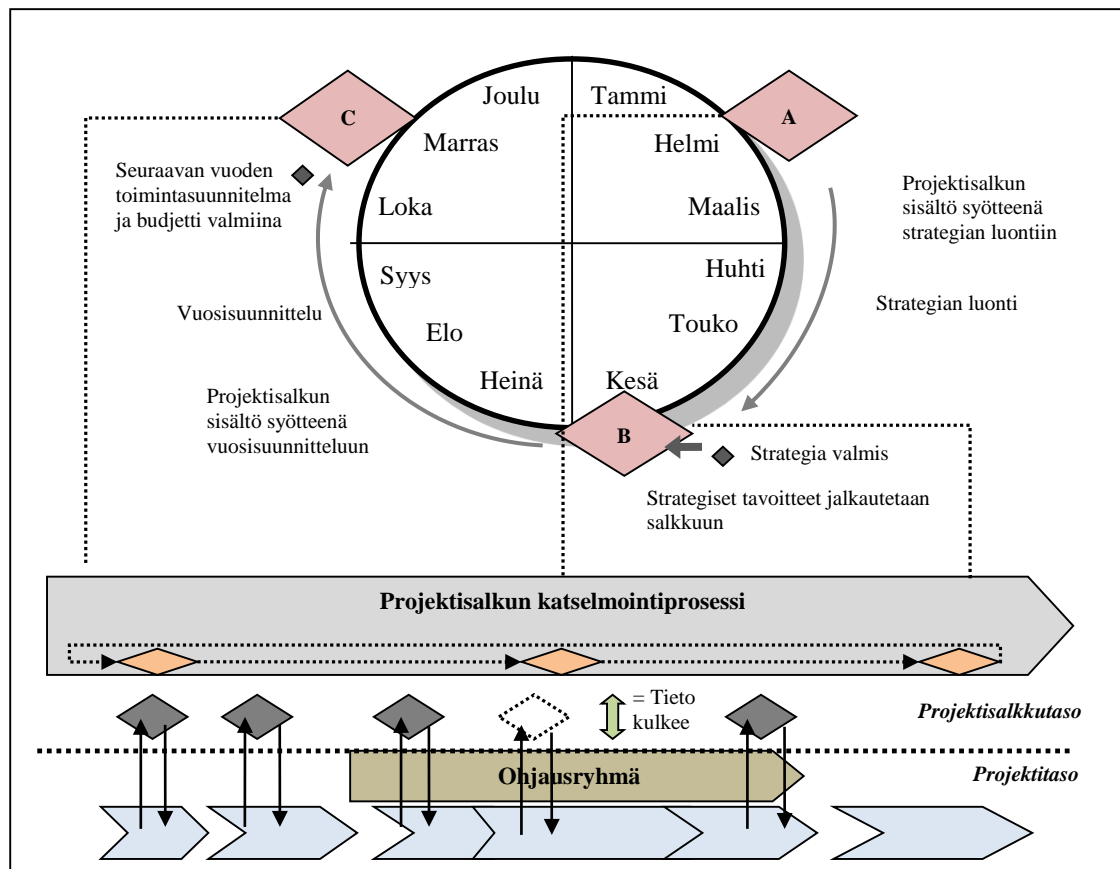 Joulu
Tammi
C
A
Marras
Helmi
Seuraavan vuoden
toimintasuunnitelma
ja budjetti valmiina
Projektisalkun
sisältö syötteenä
strategian luontiin
Loka
Maalis
Syys
Huhti
Vuosisuunnittelu
Strategian luonti
Elo
Touko
Heinä
Kesä
Projektisalkun
sisältö syötteenä
vuosisuunnitteluun
B
Strategia valmis
Strategiset tavoitteet jalkautetaan
salkkuun
Projektisalkun katselmointiprosessi
= Tieto
kulkee
Projektisalkkutaso
Ohjausryhmä
Projektitaso